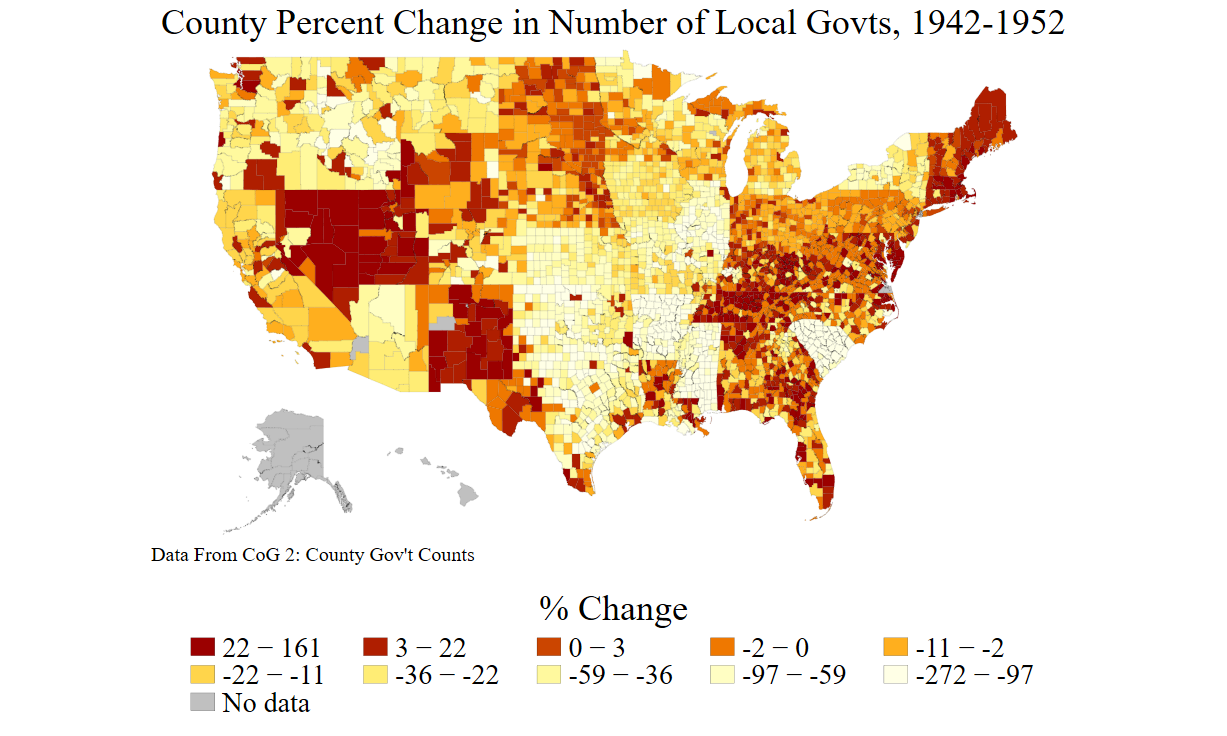 County Percent Change in Number of Local Govts, 1942-1952
Data From CoG 2: County Gov't Counts
% Change
22 − 161 3 − 22 0 − 3 -2 − 0 -11 − -2
-22 − -11 -36 − -22 -59 − -36 -97 − -59 -272 − -97
No data